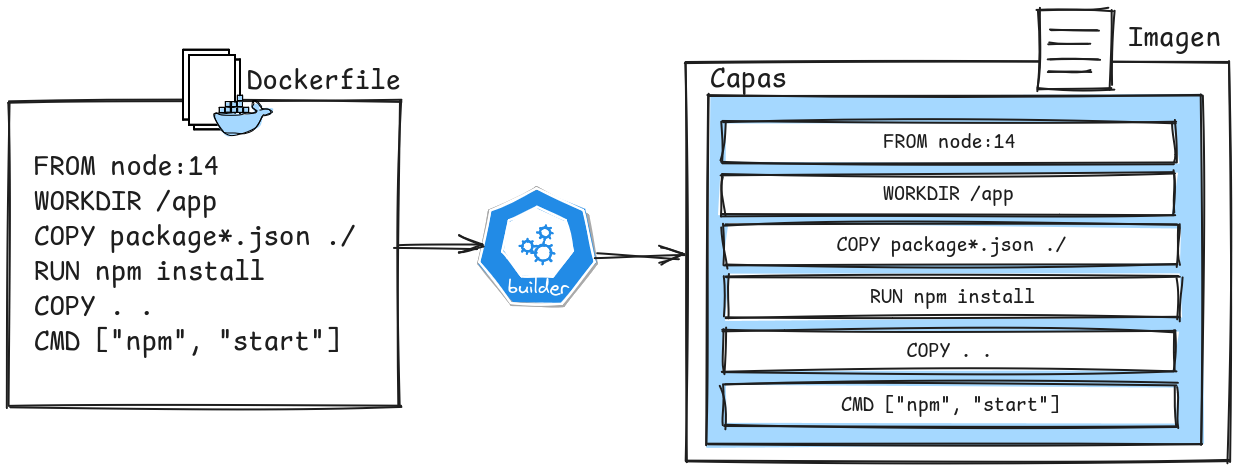 Dockerfile
FROM node:14
WORKDIR /app
COPY package*.json ./
RUN npm install
COPY . .
CMD ["npm", "start"]
builder
Imagen
Capas
FROM node:14
WORKDIR /app
COPY package*.json ./
RUN npm install
COPY . .
CMD ["npm", "start"]